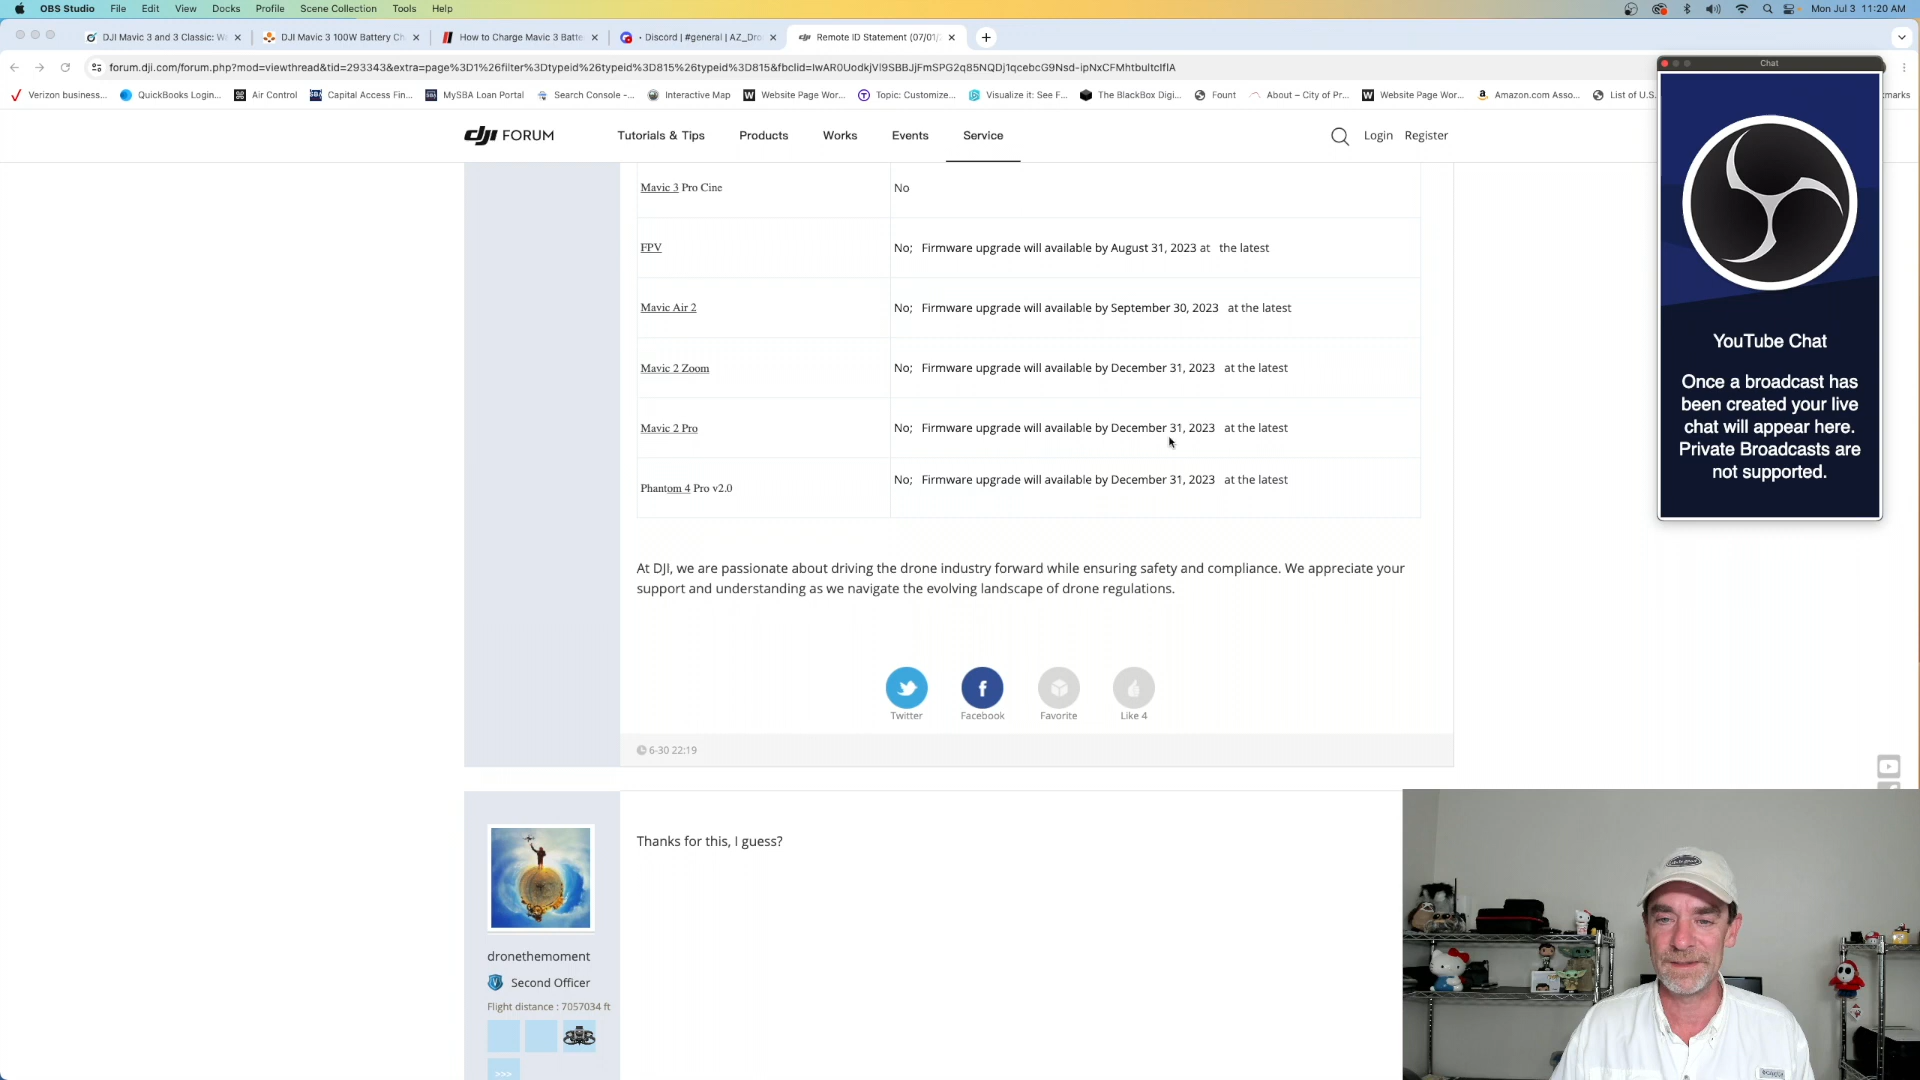 OBS Studio File Edit View Docks Profile Scene Collection Tools Help Mon Jul 3 11:20 AM
DJI Mavic 3 and 3 Classic: W DJI Mavic 3 100W Battery Ch How to Charge Mavic 3 Batte • Discord | #general | AZ_Dro Remote ID Statement (07/01/
forum.dji.com/forum.php?mod=viewthread&tid=293343&extra=page%3D1%26filter%3Dtypeid%26typeid%3D815%26typeid%3D815&fbclid=IwAR0UodkjVI9SBBJjFmSPG2q85NQDj1qcebcG9Nsd-ipNxCFMhtbuItcIfIA
Verizon business... QuickBooks Login... Air Control Capital Access Fin... MySBA Loan Portal Search Console -... Interactive Map Website Page Wor... Topic: Customize... Visualize it: See F... The BlackBox Digi... Fount About – City of Pr... Website Page Wor... Amazon.com Asso... List of U.S. marks
Chat
dji FORUM Tutorials & Tips Products Works Events Service Login Register
Mavic 3 Pro Cine No
FPV No; Firmware upgrade will available by August 31, 2023 at the latest
Mavic Air 2 No; Firmware upgrade will available by September 30, 2023 at the latest
Mavic 2 Zoom No; Firmware upgrade will available by December 31, 2023 at the latest
Mavic 2 Pro No; Firmware upgrade will available by December 31, 2023 at the latest
Phantom 4 Pro v2.0 No; Firmware upgrade will available by December 31, 2023 at the latest
YouTube Chat
Once a broadcast has
been created your live
chat will appear here.
Private Broadcasts are
not supported.
At DJI, we are passionate about driving the drone industry forward while ensuring safety and compliance. We appreciate your
support and understanding as we navigate the evolving landscape of drone regulations.
Twitter Facebook Favorite Like 4
6-30 22:19
Thanks for this, I guess?
dronethemoment
Second Officer
Flight distance : 7057034 ft
>>>